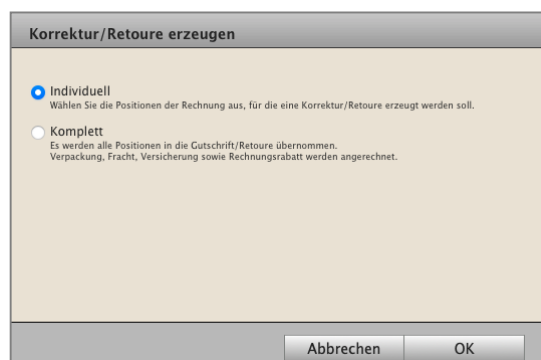 Korrektur/Retoure erzeugen
Individuell
Wählen Sie die Positionen der Rechnung aus, für die eine Korrektur/Retoure erzeugt werden soll.
Komplett
Es werden alle Positionen in die Gutschrift/Retoure übernommen.
Verpackung, Fracht, Versicherung sowie Rechnungsrabatt werden angerechnet.
Abbrechen OK